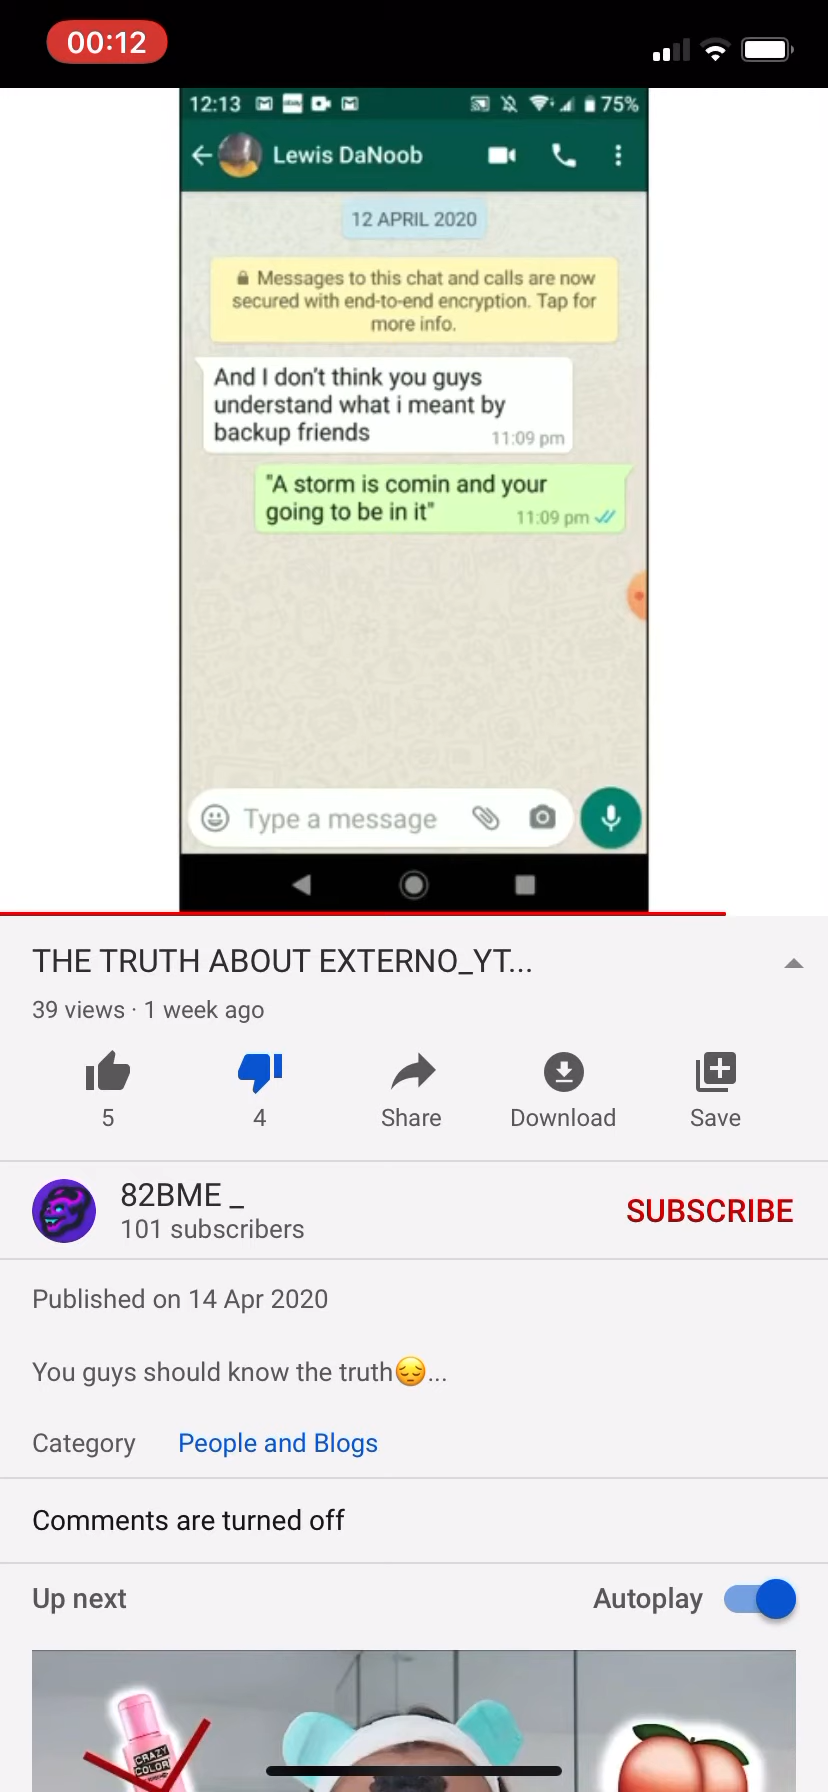 00:12
12:13
75%
Lewis DaNoob
12 APRIL 2020
Messages to this chat and calls are now
secured with end-to-end encryption. Tap for
more info.
And I don't think you guys
understand what i meant by
backup friends
11:09 pm
"A storm is comin and your
going to be in it"
11:09 pm
Type a message
THE TRUTH ABOUT EXTERNO_YT...
39 views · 1 week ago
5
4
Share
Download
Save
82BME _
101 subscribers
SUBSCRIBE
Published on 14 Apr 2020
You guys should know the truth😔...
Category
People and Blogs
Comments are turned off
Up next
Autoplay
CRAZY
COLOR